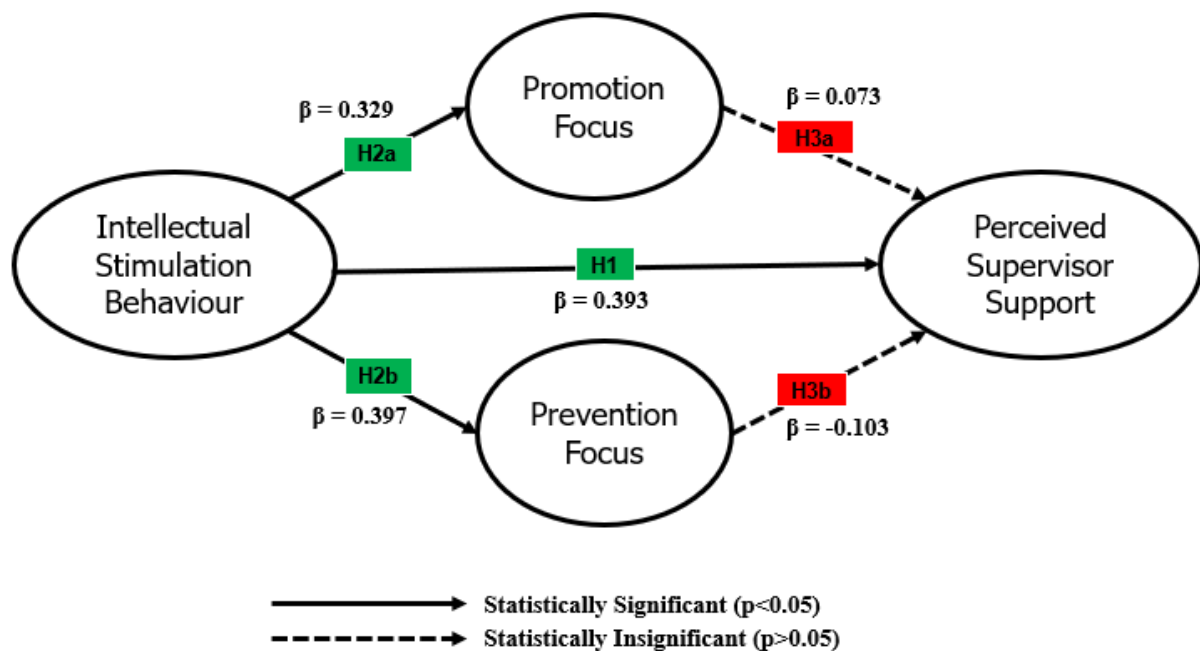 Promotion
Focus
β = 0.329
H2a
β = 0.073
H3a
Intellectual
Stimulation
Behaviour
H1
β = 0.393
Perceived
Supervisor
Support
H2b
β = 0.397
Prevention
Focus
H3b
β = -0.103
Statistically Significant (p<0.05)
Statistically Insignificant (p>0.05)